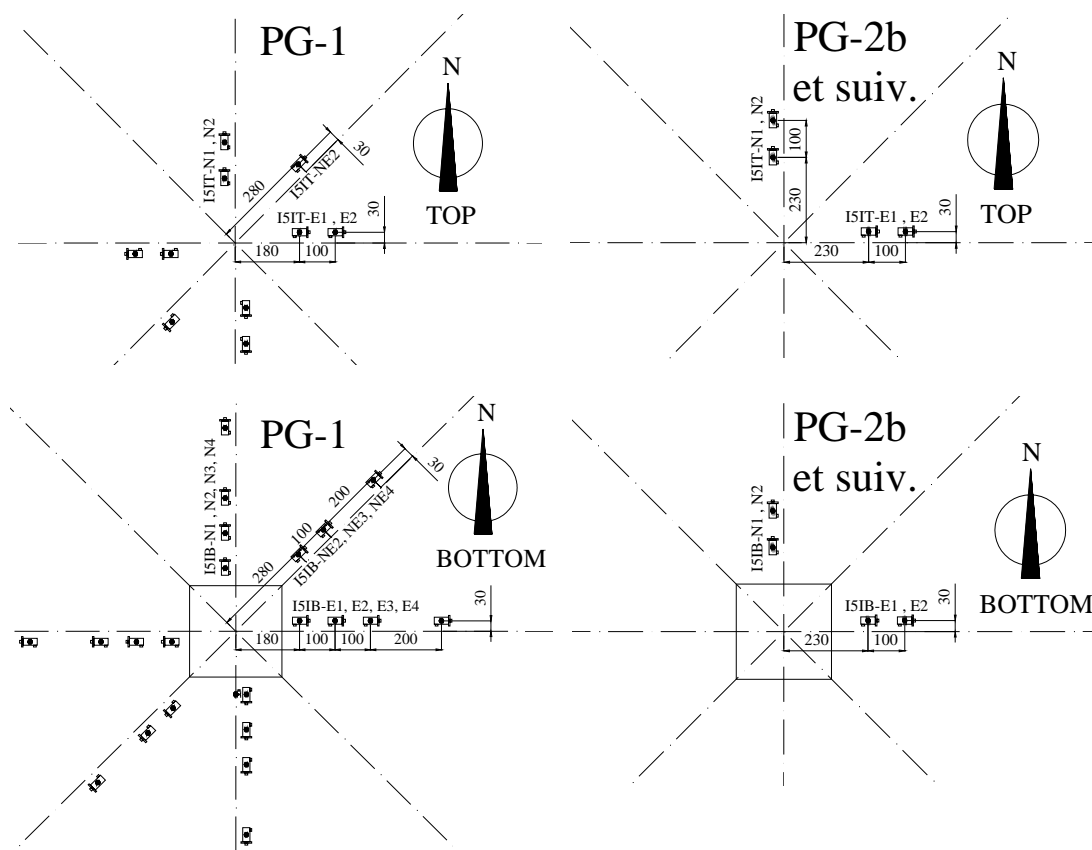 PG-1
N
TOP
I5IT-N1 , N2
280
30
I5IT-NE2
I5IT-E1 , E2
30
180
100
PG-2b
et suiv.
N
TOP
I5IT-N1 , N2
100
230
I5IT-E1 , E2
30
230
100
PG-1
N
BOTTOM
I5IB-N1 , N2, N3, N4
280
100
200
30
I5IB-NE2, NE3, NE4
I5IB-E1, E2, E3, E4
30
180
100
100
200
PG-2b
et suiv.
N
BOTTOM
I5IB-N1 , N2
I5IB-E1 , E2
30
230
100